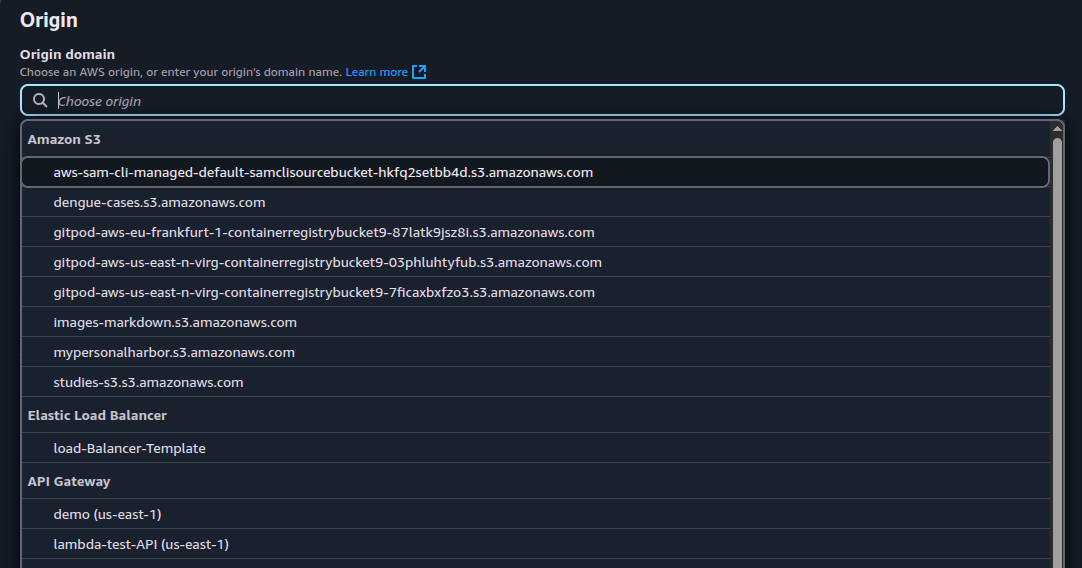 Origin
Origin domain
Choose an AWS origin, or enter your origin's domain name. Learn more
Choose origin
Amazon S3
aws-sam-cli-managed-default-samclisourcebucket-hkfq2setbb4d.s3.amazonaws.com
dengue-cases.s3.amazonaws.com
gitpod-aws-eu-frankfurt-1-containerregistrybucket9-87latk9jsz8i.s3.amazonaws.com
gitpod-aws-us-east-n-virg-containerregistrybucket9-03phluhtyfub.s3.amazonaws.com
gitpod-aws-us-east-n-virg-containerregistrybucket9-7ficaxbxfzo3.s3.amazonaws.com
images-markdown.s3.amazonaws.com
mypersonalharbor.s3.amazonaws.com
studies-s3.s3.amazonaws.com
Elastic Load Balancer
load-Balancer-Template
API Gateway
demo (us-east-1)
lambda-test-API (us-east-1)